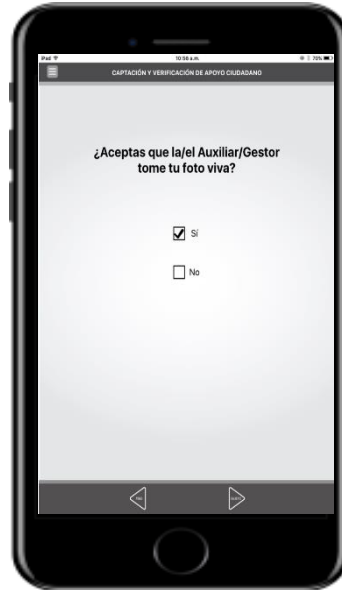 iPad 10:56 a.m. 70%
CAPTACIÓN Y VERIFICACIÓN DE APOYO CIUDADANO
¿Aceptas que la/el Auxiliar/Gestor
tome tu foto viva?
Sí
No